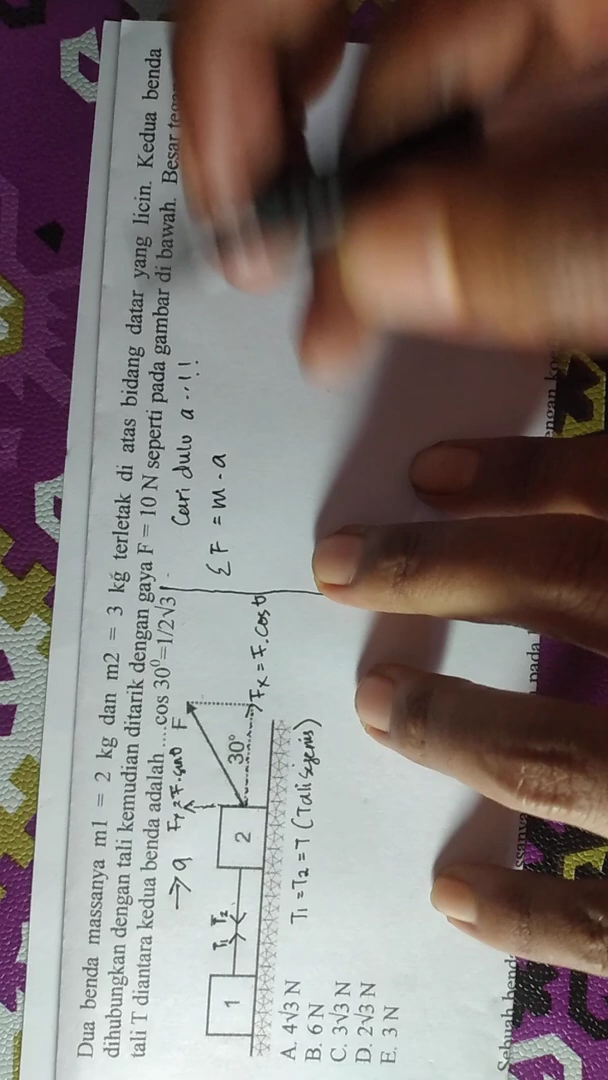 Dua benda massanya m1 = 2 kg dan m2 = 3 kg terletak di atas bidang datar yang licin. Kedua benda
dihubungkan dengan tali kemudian ditarik dengan gaya F = 10 N seperti pada gambar di bawah. Besar
tali T diantara kedua benda adalah ....cos 30⁰=1/2√3
→ a
Fy = F. sin θ
F
Cari dulu a ..!!
1
T₁
T₂
2
30°
Fx = F. cos θ
Σ F = m . a
T₁ = T₂ = T (Tali sejenis)
A. 4√3 N
B. 6 N
C. 3√3 N
D. 2√3 N
E. 3 N
Sebuah
pada